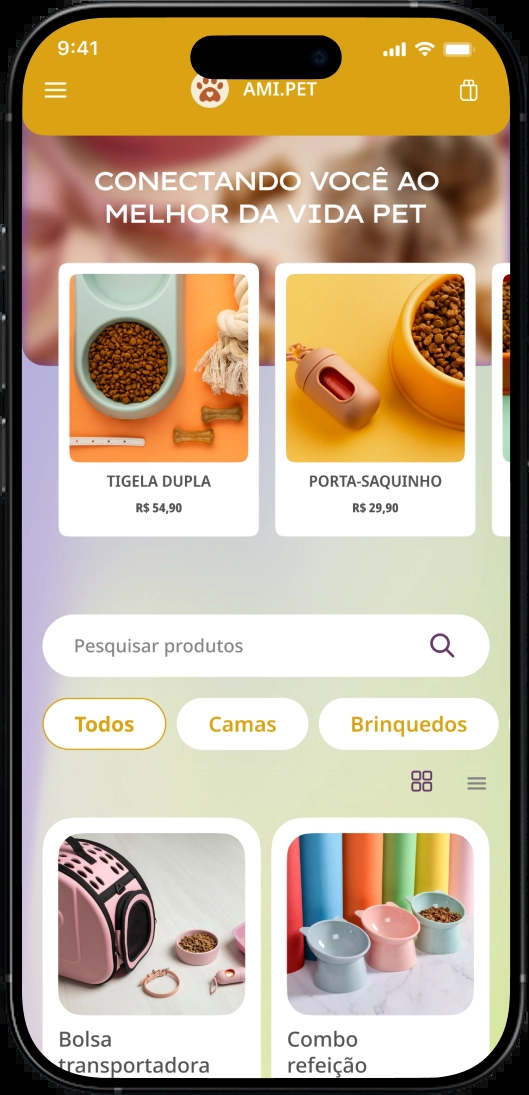 9:41
AMI.PET
CONECTANDO VOCÊ AO
MELHOR DA VIDA PET
TIGELA DUPLA
R$ 54,90
PORTA-SAQUINHO
R$ 29,90
Pesquisar produtos
Todos
Camas
Brinquedos
Bolsa
transportadora
Combo
refeição